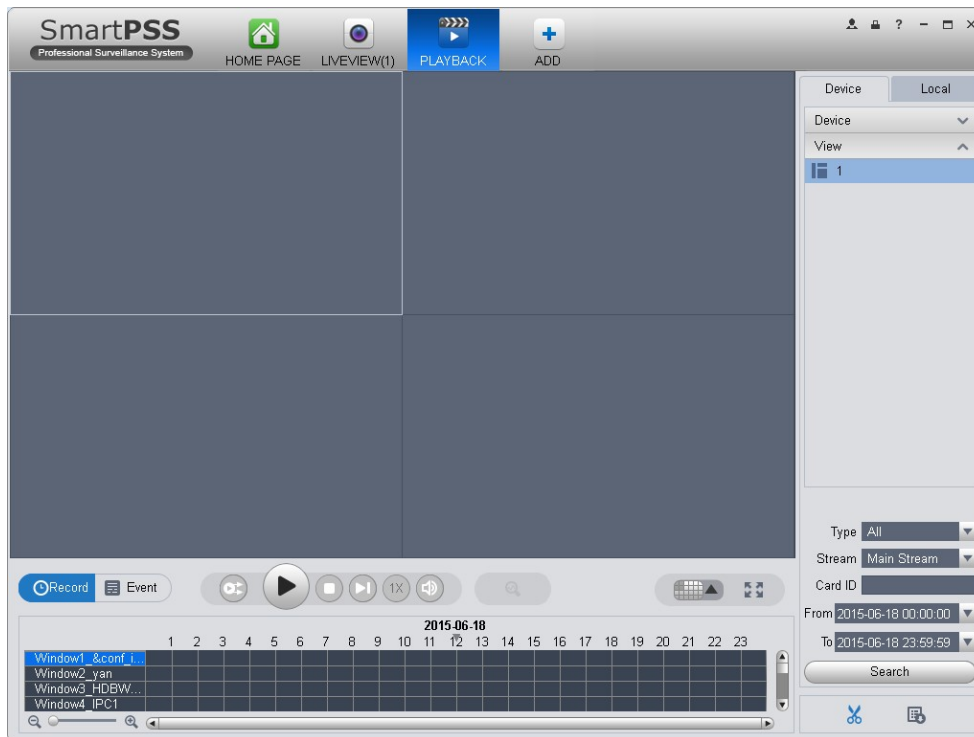 SmartPSS
Professional Surveillance System
HOME PAGE
LIVEVIEW(1)
PLAYBACK
ADD
?
Device
Local
Device
View
1
Type All
Stream Main Stream
Card ID
From 2015-06-18 00:00:00
To 2015-06-18 23:59:59
Search
Record
Event
1X
2015-06-18
1 2 3 4 5 6 7 8 9 10 11 12 13 14 15 16 17 18 19 20 21 22 23
Window1_&conf_i...
Window2_yan
Window3_HDBW...
Window4_IPC1